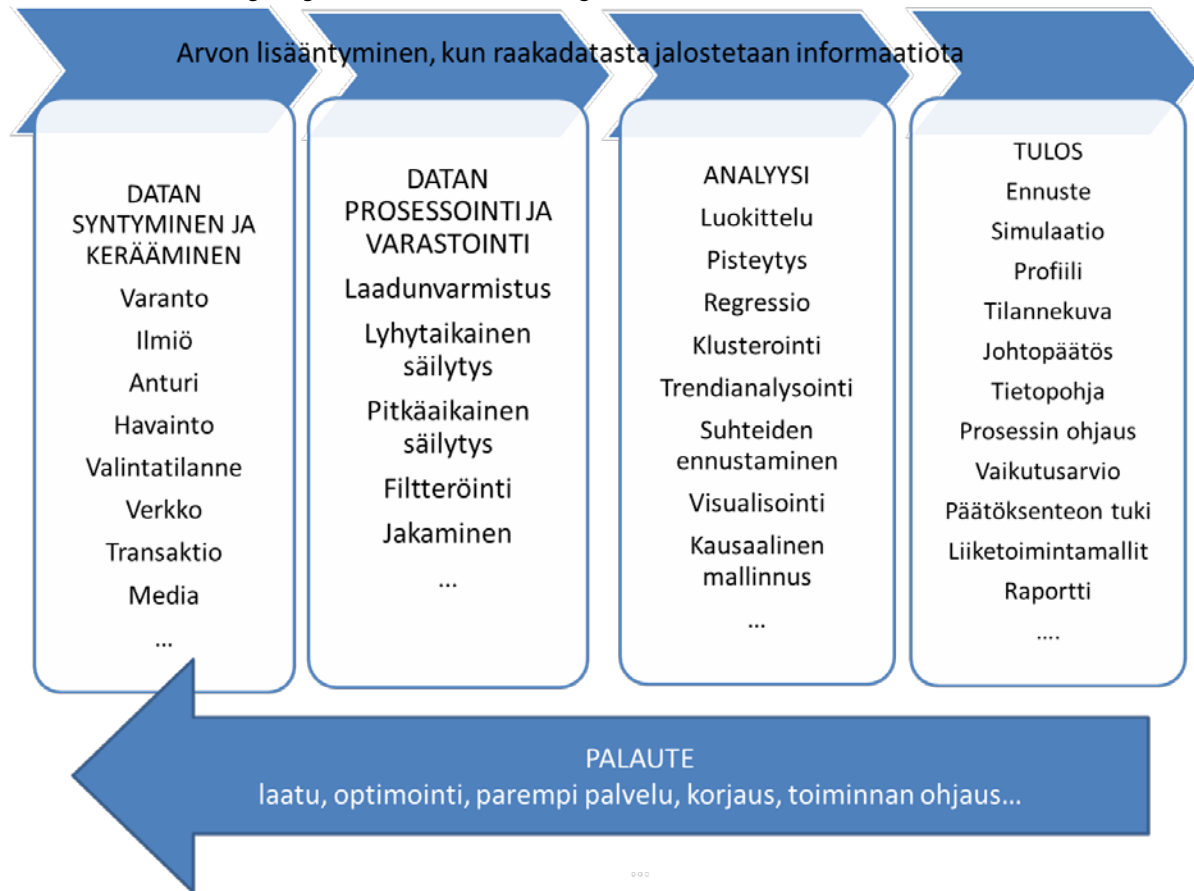 Arvon lisääntyminen, kun raakadatasta jalostetaan informaatiota
DATAN
SYNTYMINEN JA
KERÄÄMINEN
Varanto
Ilmiö
Anturi
Havainto
Valintatilanne
Verkko
Transaktio
Media
...
DATAN
PROSESSOINTI JA
VARASTOINTI
Laadunvarmistus
Lyhytaikainen
säilytys
Pitkäaikainen
säilytys
Filtteröinti
Jakaminen
...
ANALYYSI
Luokittelu
Pisteytys
Regressio
Klusterointi
Trendianalysointi
Suhteiden
ennustaminen
Visualisointi
Kausaalinen
mallinnus
...
TULOS
Ennuste
Simulaatio
Profiili
Tilannekuva
Johtopäätös
Tietopohja
Prosessin ohjaus
Vaikutusarvio
Päätöksenteon tuki
Liiketoimintamallit
Raportti
....
PALAUTE
laatu, optimointi, parempi palvelu, korjaus, toiminnan ohjaus...